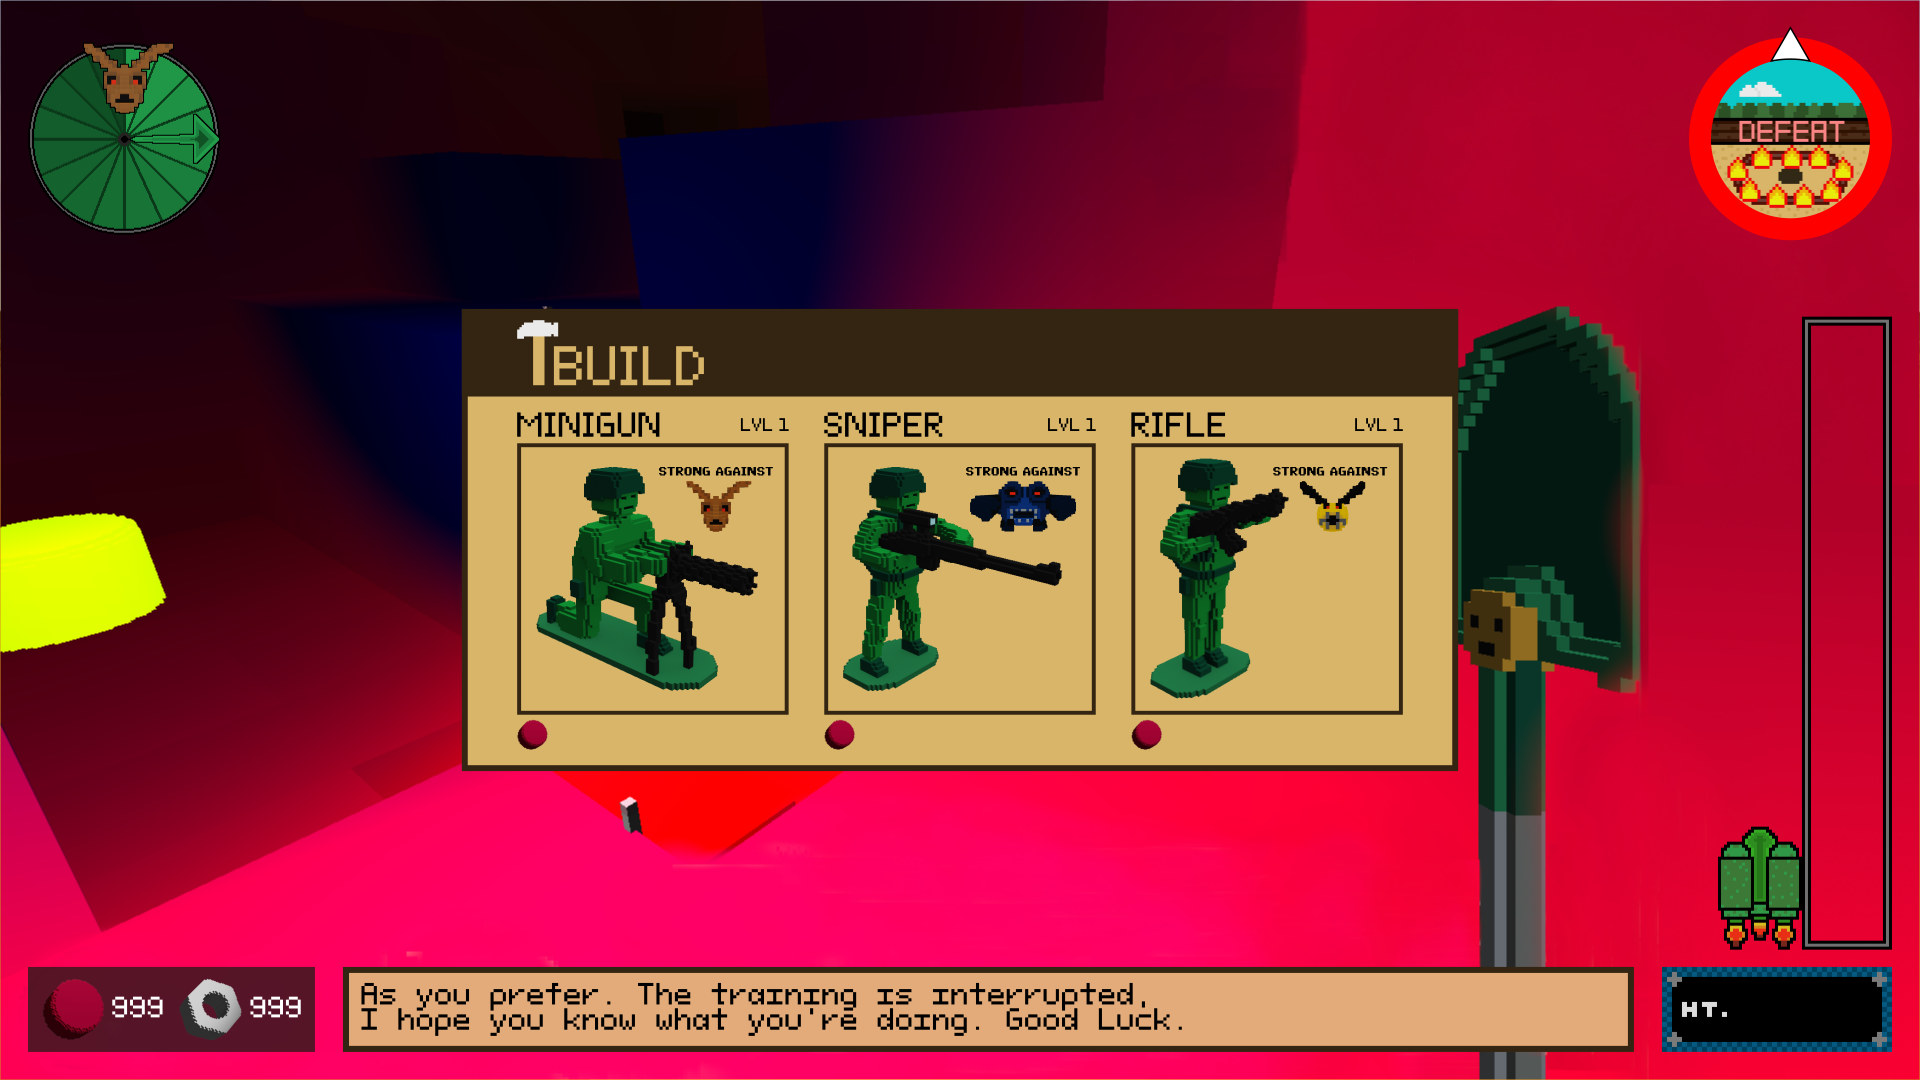 DEFEAT
BUILD
MINIGUN LVL 1
SNIPER LVL 1
RIFLE LVL 1
STRONG AGAINST
STRONG AGAINST
STRONG AGAINST
999 999
As you prefer. The training is interrupted,
I hope you know what you're doing. Good Luck.
HT.